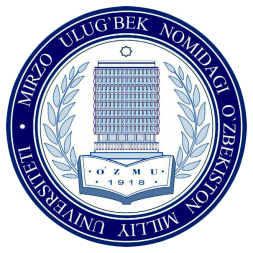 MIRZO ULUG`BEK NOMIDAGI O`ZBEKISTON MILLIY UNIVERSITETI •
· O`ZMU ·
· 1918 ·